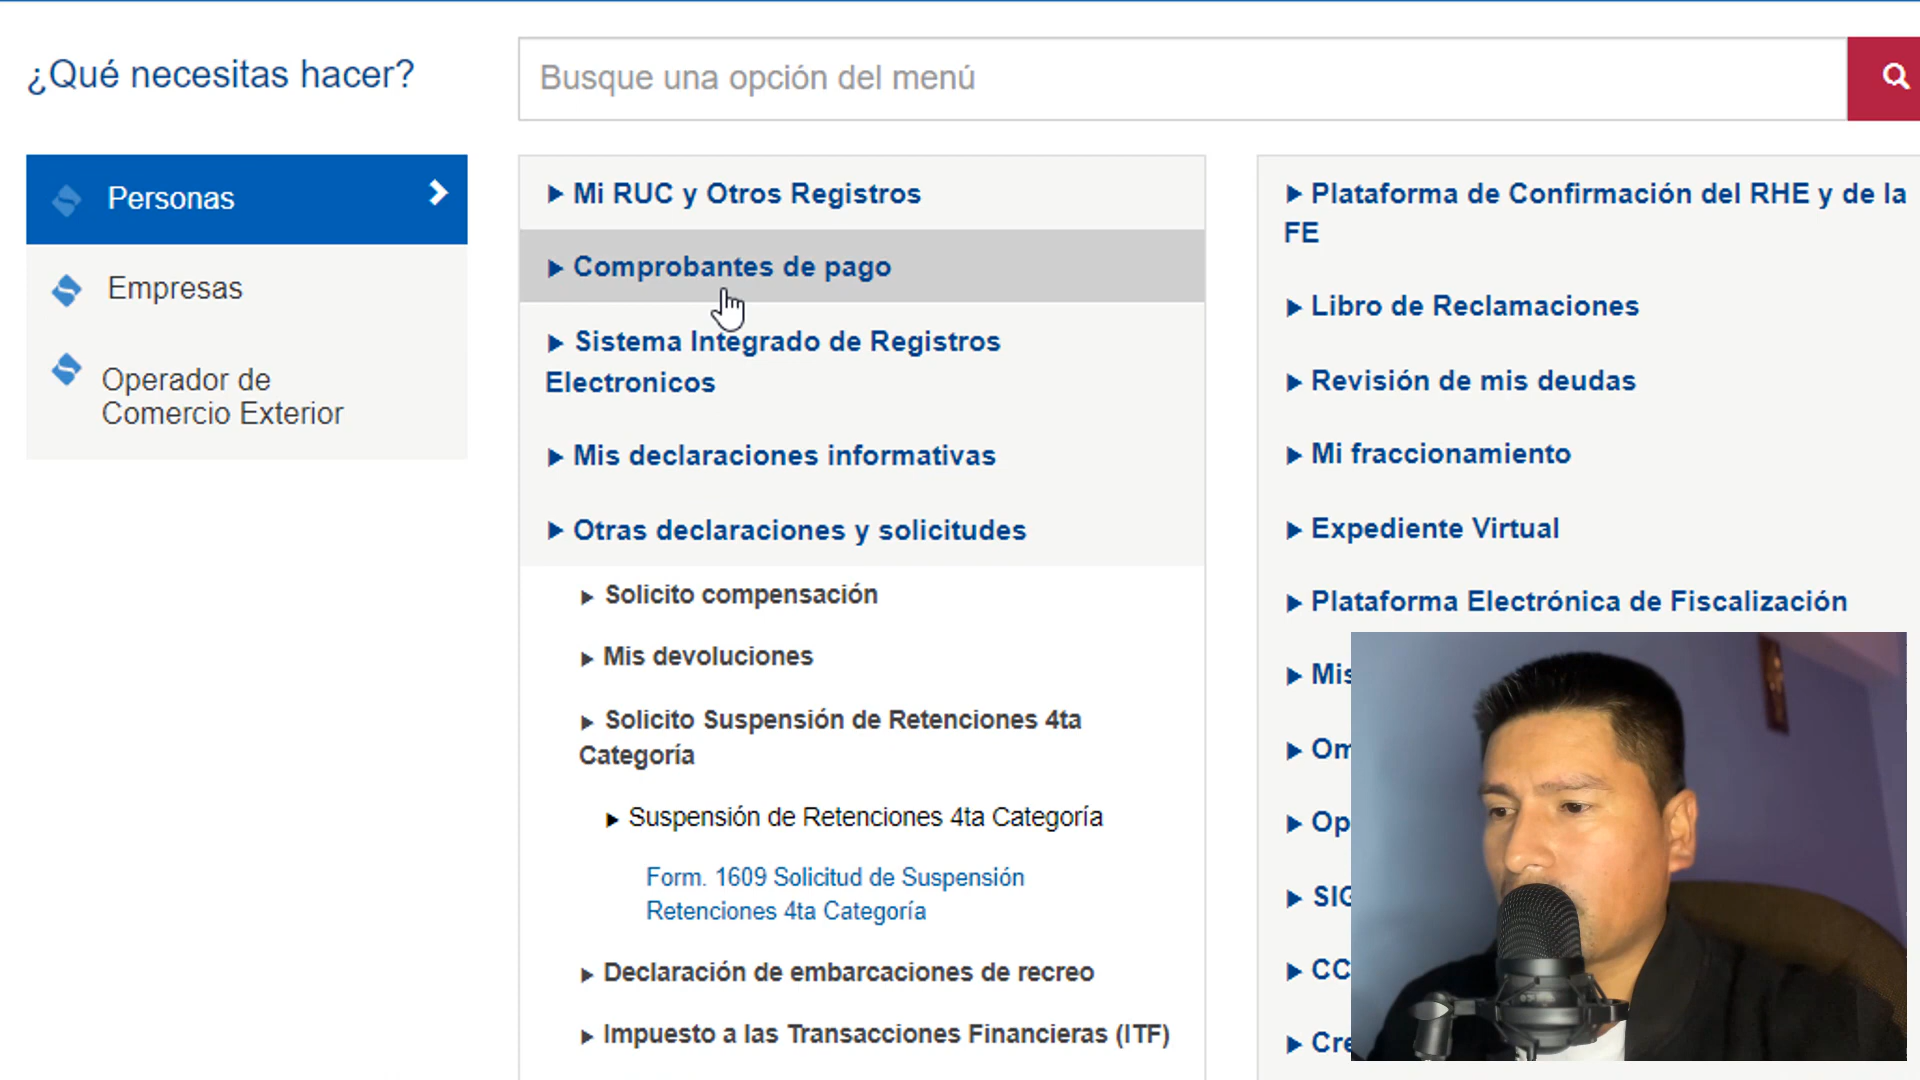 ¿Qué necesitas hacer?
Busque una opción del menú
Personas
Empresas
Operador de
Comercio Exterior
Mi RUC y Otros Registros
Comprobantes de pago
Sistema Integrado de Registros
Electronicos
Mis declaraciones informativas
Otras declaraciones y solicitudes
Solicito compensación
Mis devoluciones
Solicito Suspensión de Retenciones 4ta
Categoría
Suspensión de Retenciones 4ta Categoría
Form. 1609 Solicitud de Suspensión
Retenciones 4ta Categoría
Declaración de embarcaciones de recreo
Impuesto a las Transacciones Financieras (ITF)
Plataforma de Confirmación del RHE y de la
FE
Libro de Reclamaciones
Revisión de mis deudas
Mi fraccionamiento
Expediente Virtual
Plataforma Electrónica de Fiscalización